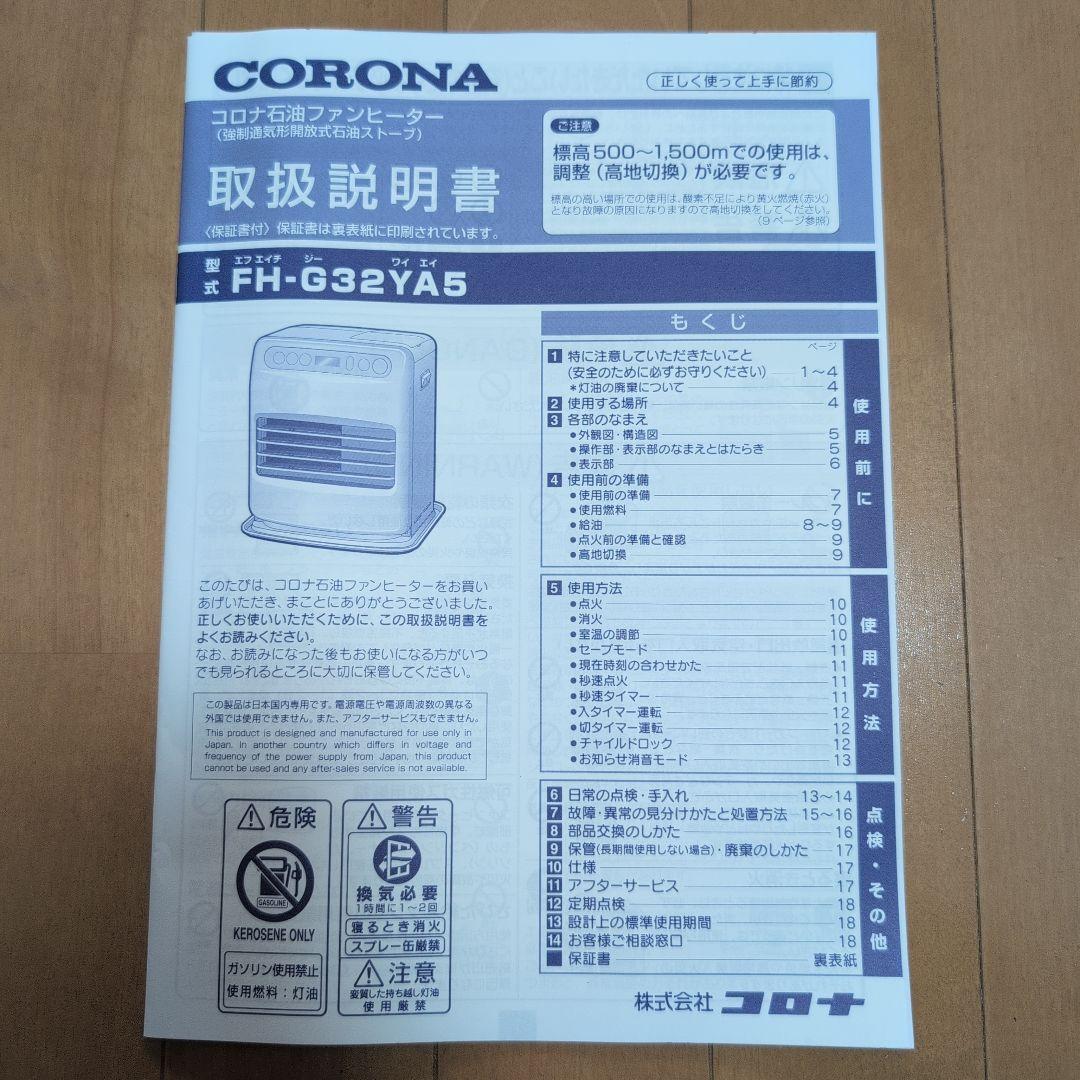 CORONA
正しく使って上手に節約
コロナ石油ファンヒーター
（強制通気形開放式石油ストーブ）
取扱説明書
〈保証書付〉保証書は裏表紙に印刷されています。
ご注意
標高500～1,500mでの使用は、
調整（高地切換）が必要です。
標高の高い場所での使用は、酸素不足により黄火燃焼（赤火）
となり故障の原因になりますので高地切換をしてください。
（9ページ参照）
エフ エイチ ジー ワイ エイ
型式 FH-G32YA5
このたびは、コロナ石油ファンヒーターをお買い
あげいただき、まことにありがとうございました。
正しくお使いいただくために、この取扱説明書を
よくお読みください。
なお、お読みになった後もお使いになる方がいつ
でも見られるところに大切に保管してください。
この製品は日本国内専用です。電源電圧や電源周波数の異なる
外国では使用できません。また、アフターサービスもできません。
This product is designed and manufactured for use only in
Japan. In another country which differs in voltage and
frequency of the power supply from Japan, this product
cannot be used and any after-sales service is not available.
危険
GASOLINE
KEROSENE ONLY
ガソリン使用禁止
使用燃料：灯油
警告
換気必要
1時間に1～2回
寝るとき消火
スプレー缶厳禁
注意
変質した持ち越し灯油
使用厳禁
もくじ
ページ
使用前に
1 特に注意していただきたいこと
（安全のために必ずお守りください） 1～4
＊灯油の廃棄について 4
2 使用する場所 4
3 各部のなまえ
●外観図・構造図 5
●操作部・表示部のなまえとはたらき 5
●表示部 6
4 使用前の準備
●使用前の準備 7
●使用燃料 7
●給油 8～9
●点火前の準備と確認 9
●高地切換 9
使用方法
5 使用方法
●点火 10
●消火 10
●室温の調節 10
●セーブモード 11
●現在時刻の合わせかた 11
●秒速点火 11
●秒速タイマー 11
●入タイマー運転 12
●切タイマー運転 12
●チャイルドロック 12
●お知らせ消音モード 13
点検・その他
6 日常の点検・手入れ 13～14
7 故障・異常の見分けかたと処置方法 15～16
8 部品交換のしかた 16
9 保管（長期間使用しない場合）・廃棄のしかた 17
10 仕様 17
11 アフターサービス 17
12 定期点検 18
13 設計上の標準使用期間 18
14 お客様ご相談窓口 18
■ 保証書 裏表紙
株式会社 コロナ